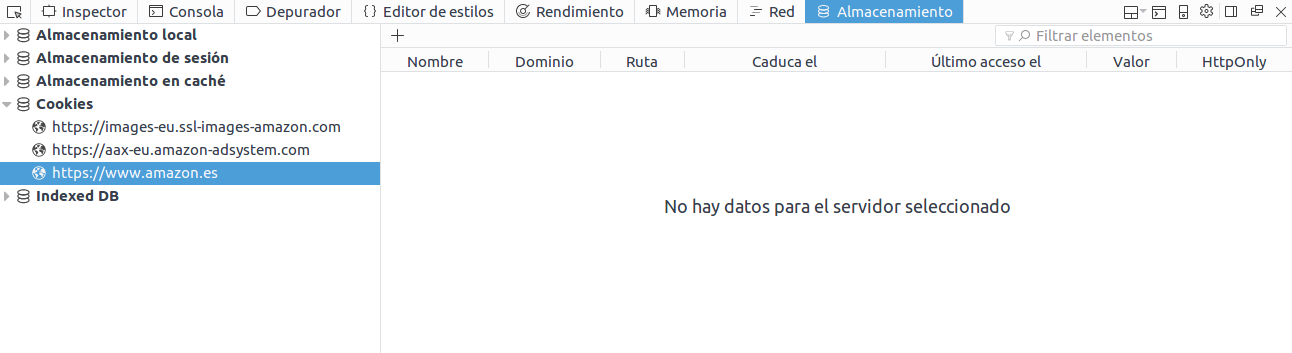 Inspector Consola Depurador Editor de estilos Rendimiento Memoria Red Almacenamiento
Almacenamiento local
Almacenamiento de sesión
Almacenamiento en caché
Cookies
https://images-eu.ssl-images-amazon.com
https://aax-eu.amazon-adsystem.com
https://www.amazon.es
Indexed DB
Filtrar elementos
Nombre Dominio Ruta Caduca el Último acceso el Valor HttpOnly
No hay datos para el servidor seleccionado